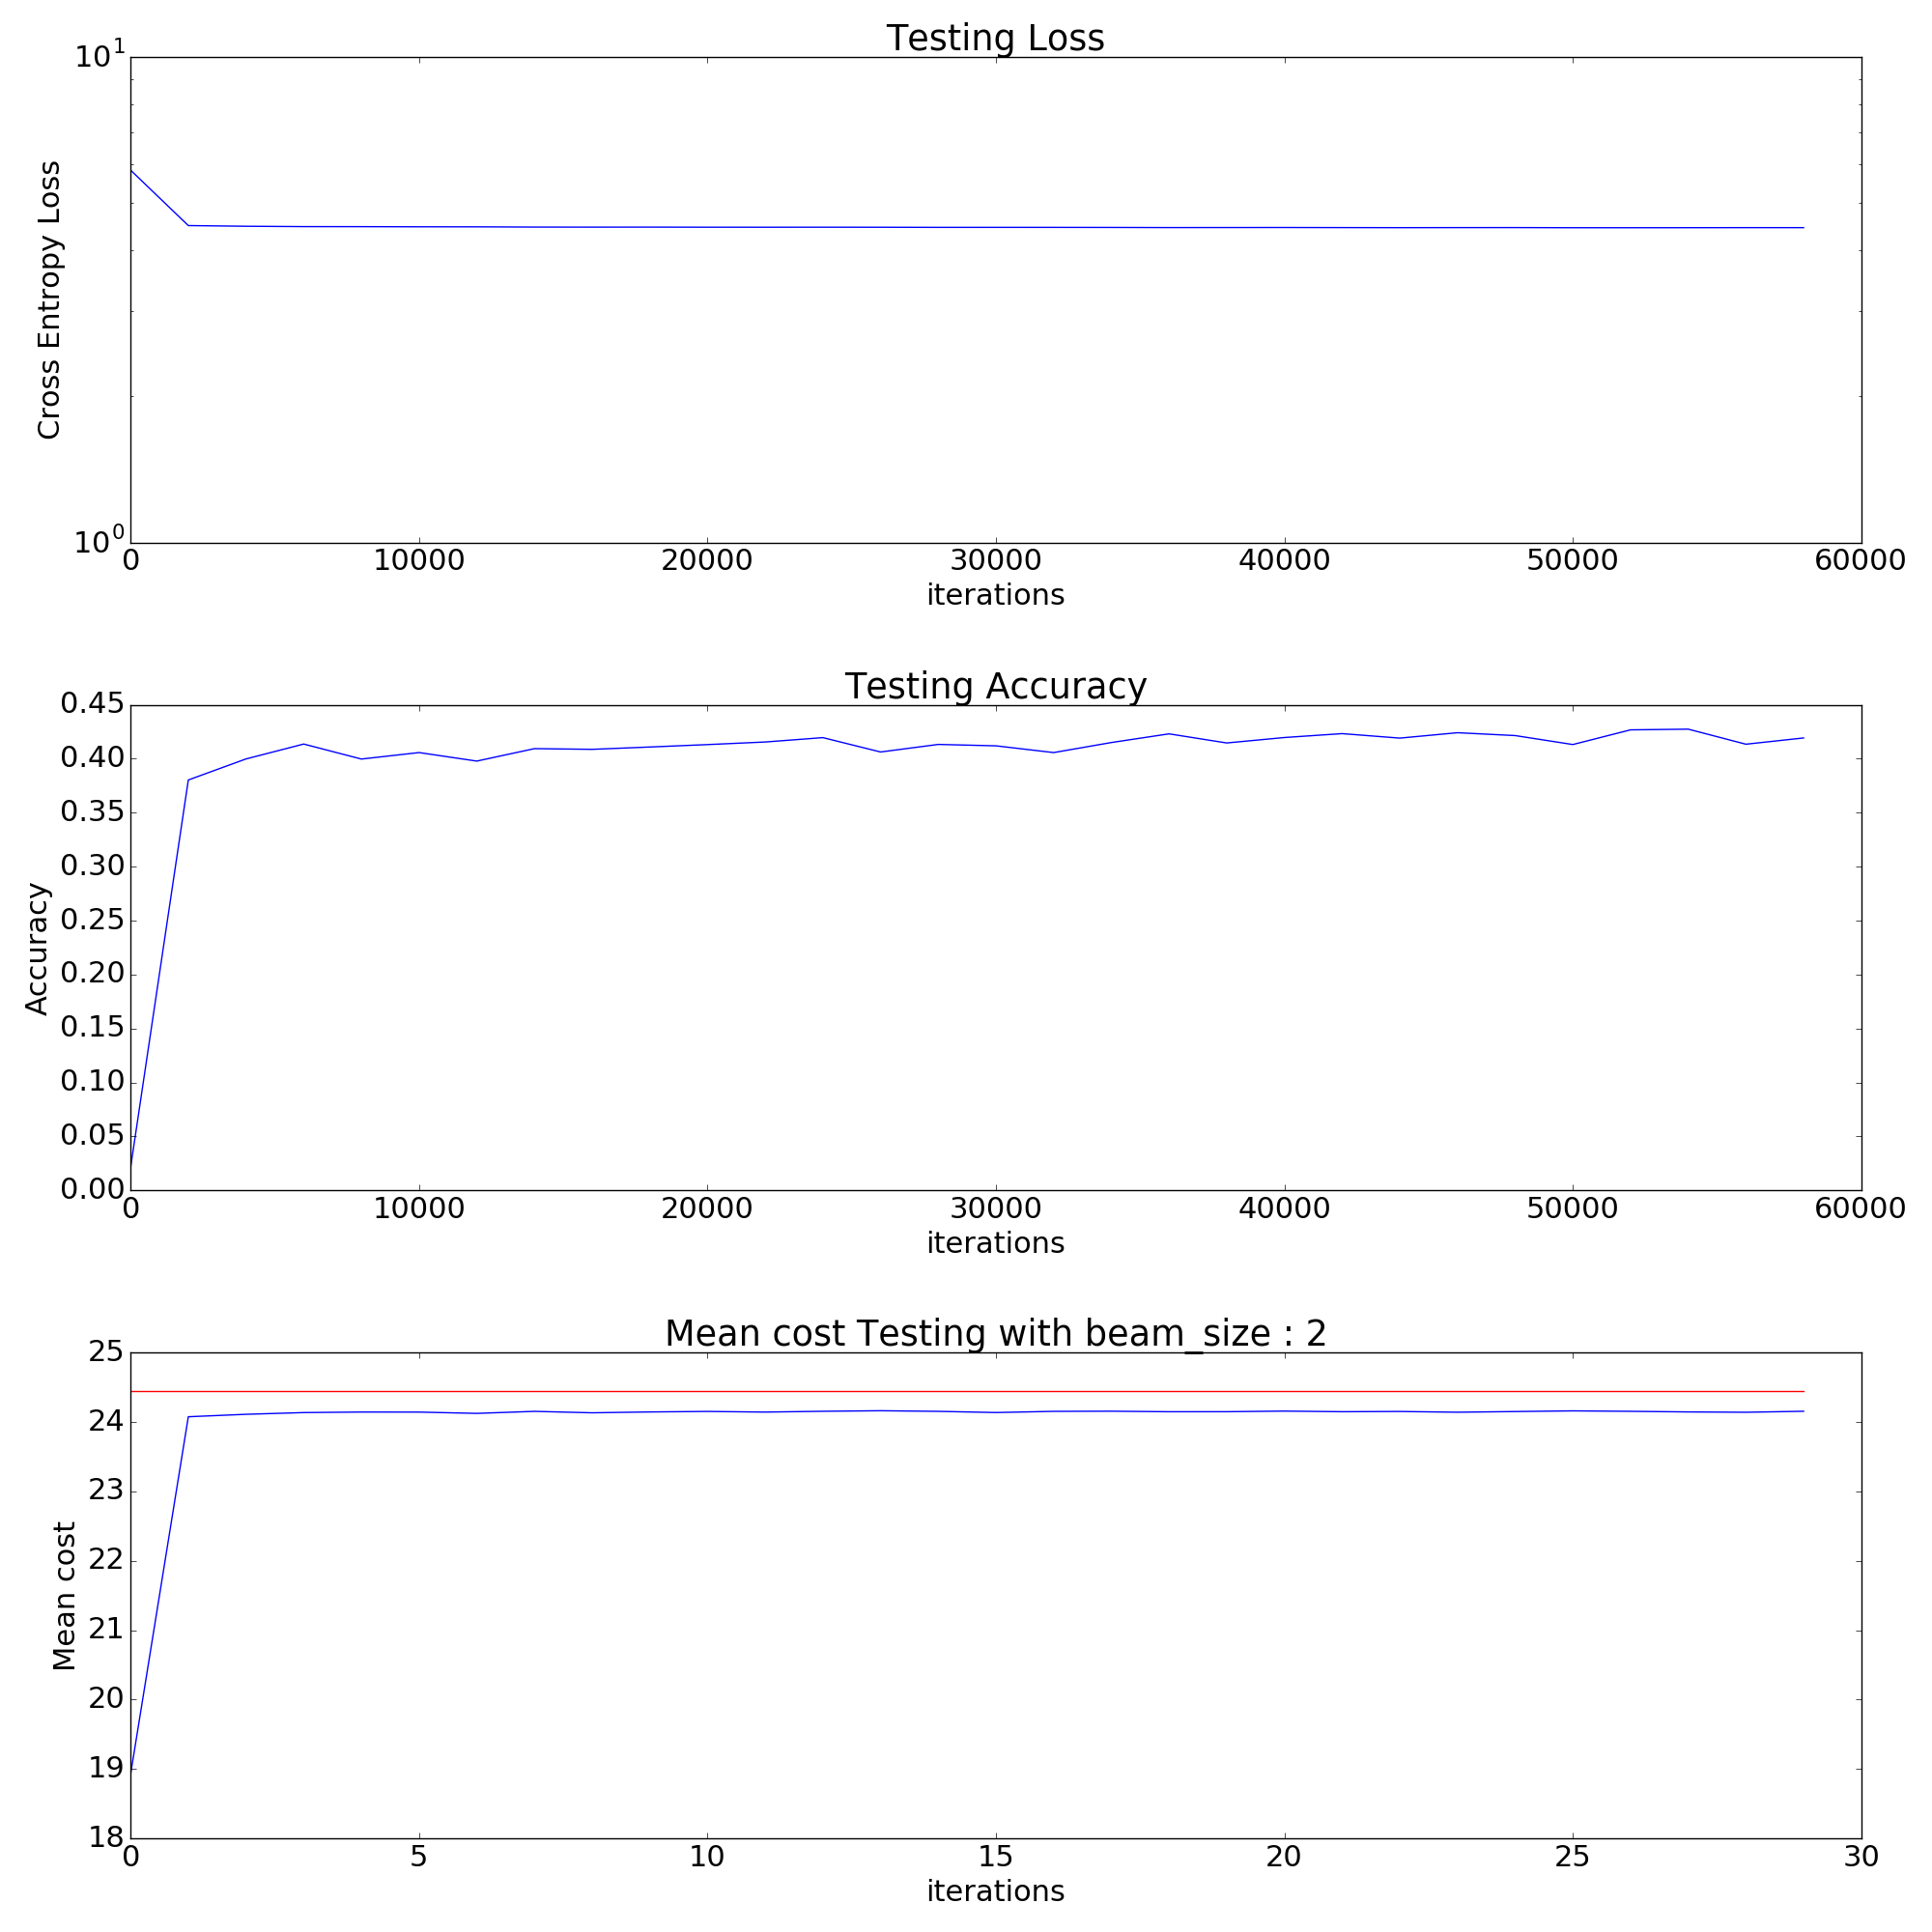 Testing Loss
10^1
10^0
Cross Entropy Loss
0 10000 20000 30000 40000 50000 60000
iterations
Testing Accuracy
0.45
0.40
0.35
0.30
0.25
0.20
0.15
0.10
0.05
0.00
Accuracy
0 10000 20000 30000 40000 50000 60000
iterations
Mean cost Testing with beam_size : 2
25
24
23
22
21
20
19
18
Mean cost
0 5 10 15 20 25 30
iterations